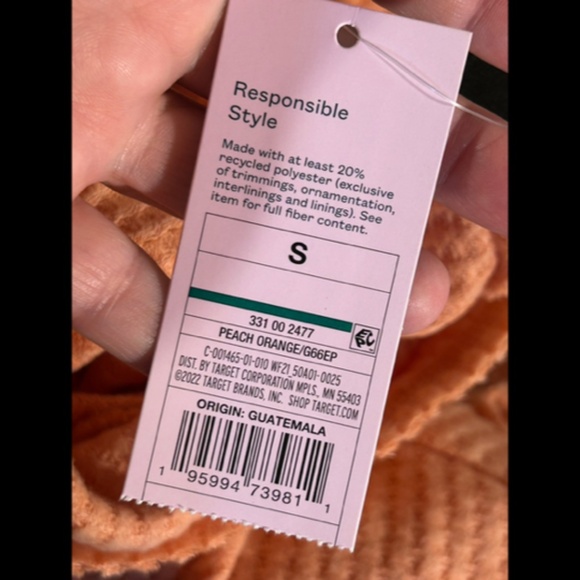 Responsible
Style
Made with at least 20%
recycled polyester (exclusive
of trimmings, ornamentation,
interlinings and linings). See
item for full fiber content.
S
331 00 2477
PEACH ORANGE/G66EP
C-001465-01-010 WF21_50A01-0025
DIST. BY TARGET CORPORATION MPLS., MN 55403
©2022 TARGET BRANDS, INC. SHOP TARGET.COM
ORIGIN: GUATEMALA
1 95994 73981 1